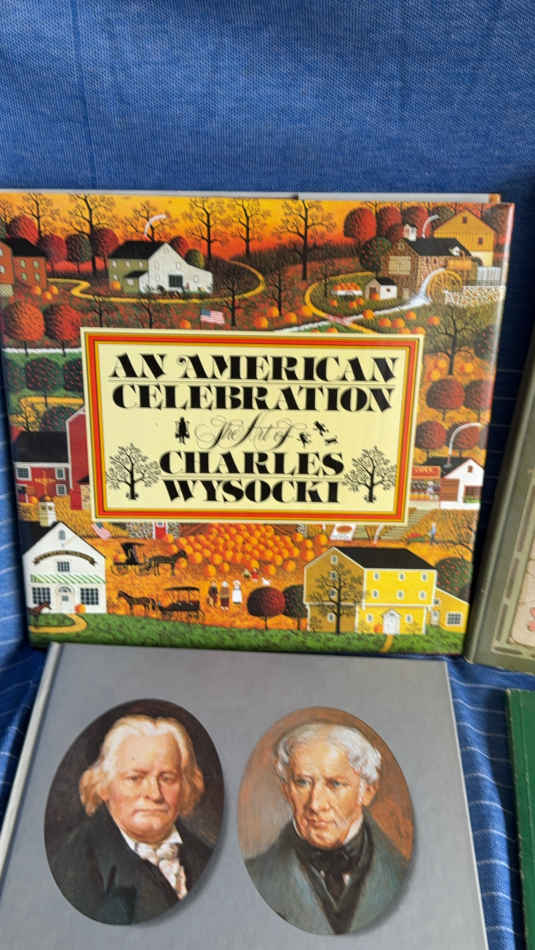 AN AMERICAN
CELEBRATION
The Art of
CHARLES
WYSOCKI